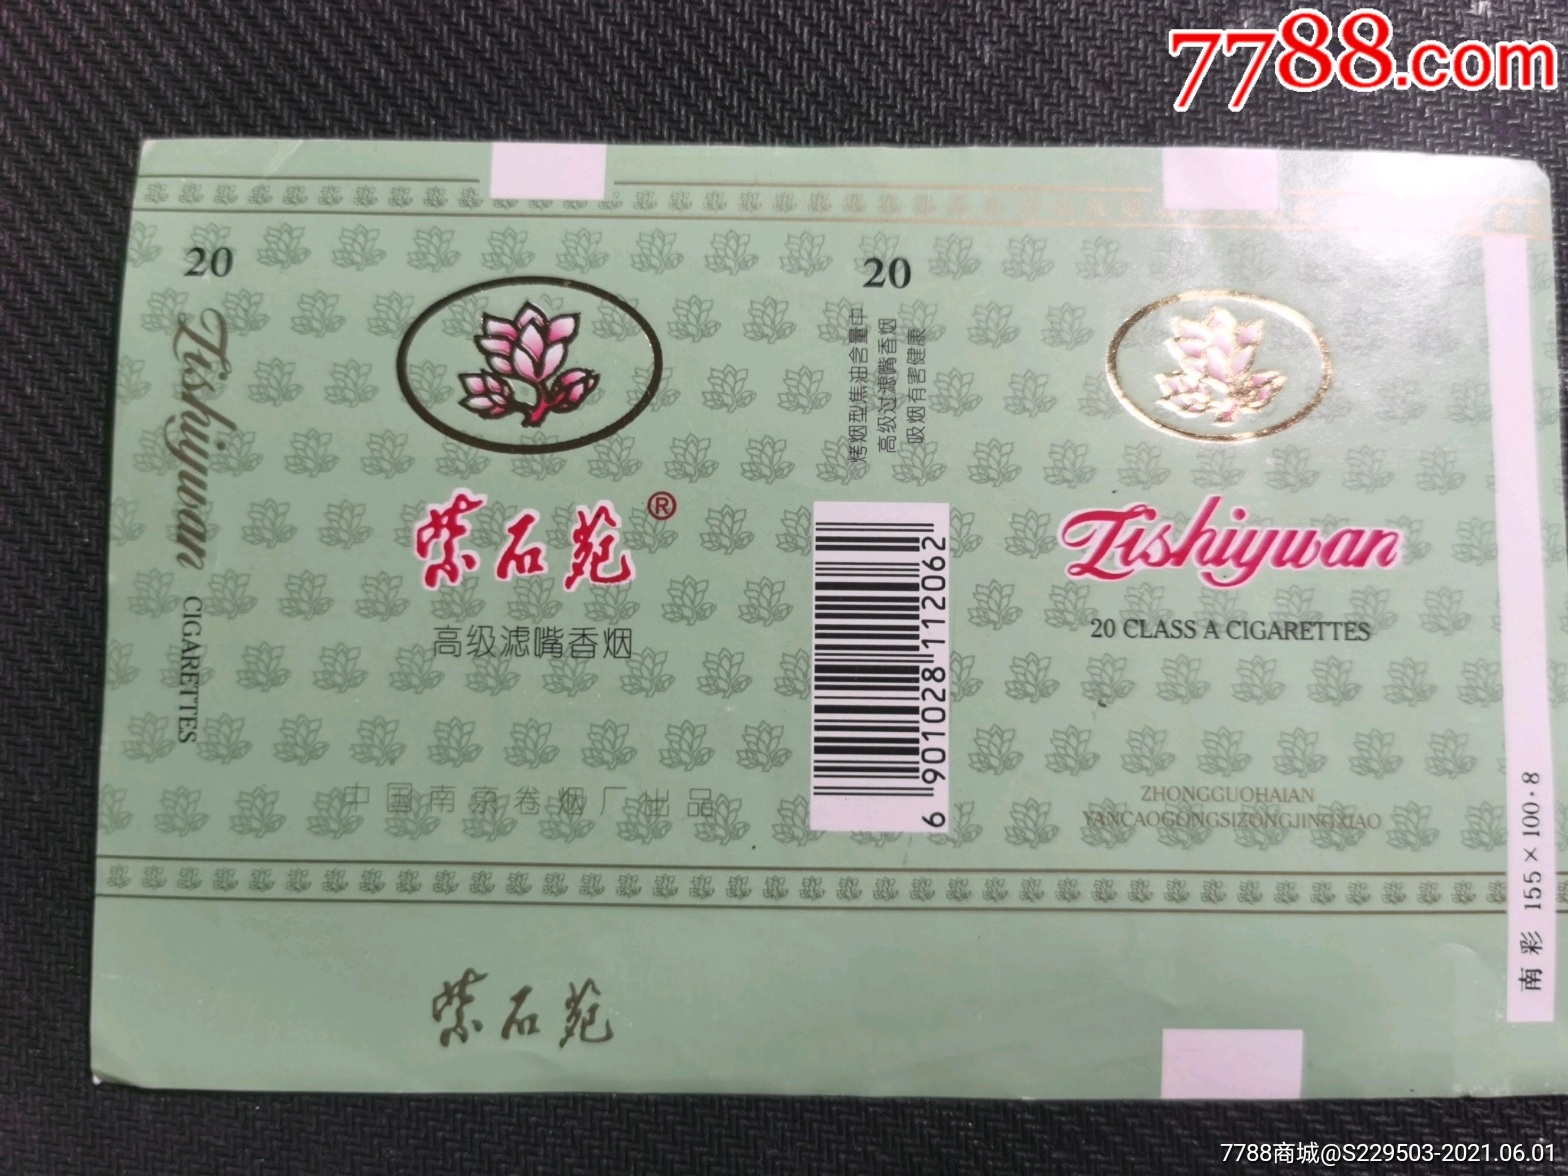 7788.com
20
Zishiyuan
CIGARETTES
紫石苑®
高级滤嘴香烟
中国南京卷烟厂出品
紫石苑
20
烤烟型焦油含量中
高级过滤嘴香烟
吸烟有害健康
6 901028 112062
Zishiyuan
20 CLASS A CIGARETTES
ZHONGGUOHAIAN
YANCAOGONGSIZONGJINGXIAO
南彩 155×100·8
7788商城@S229503-2021.06.01